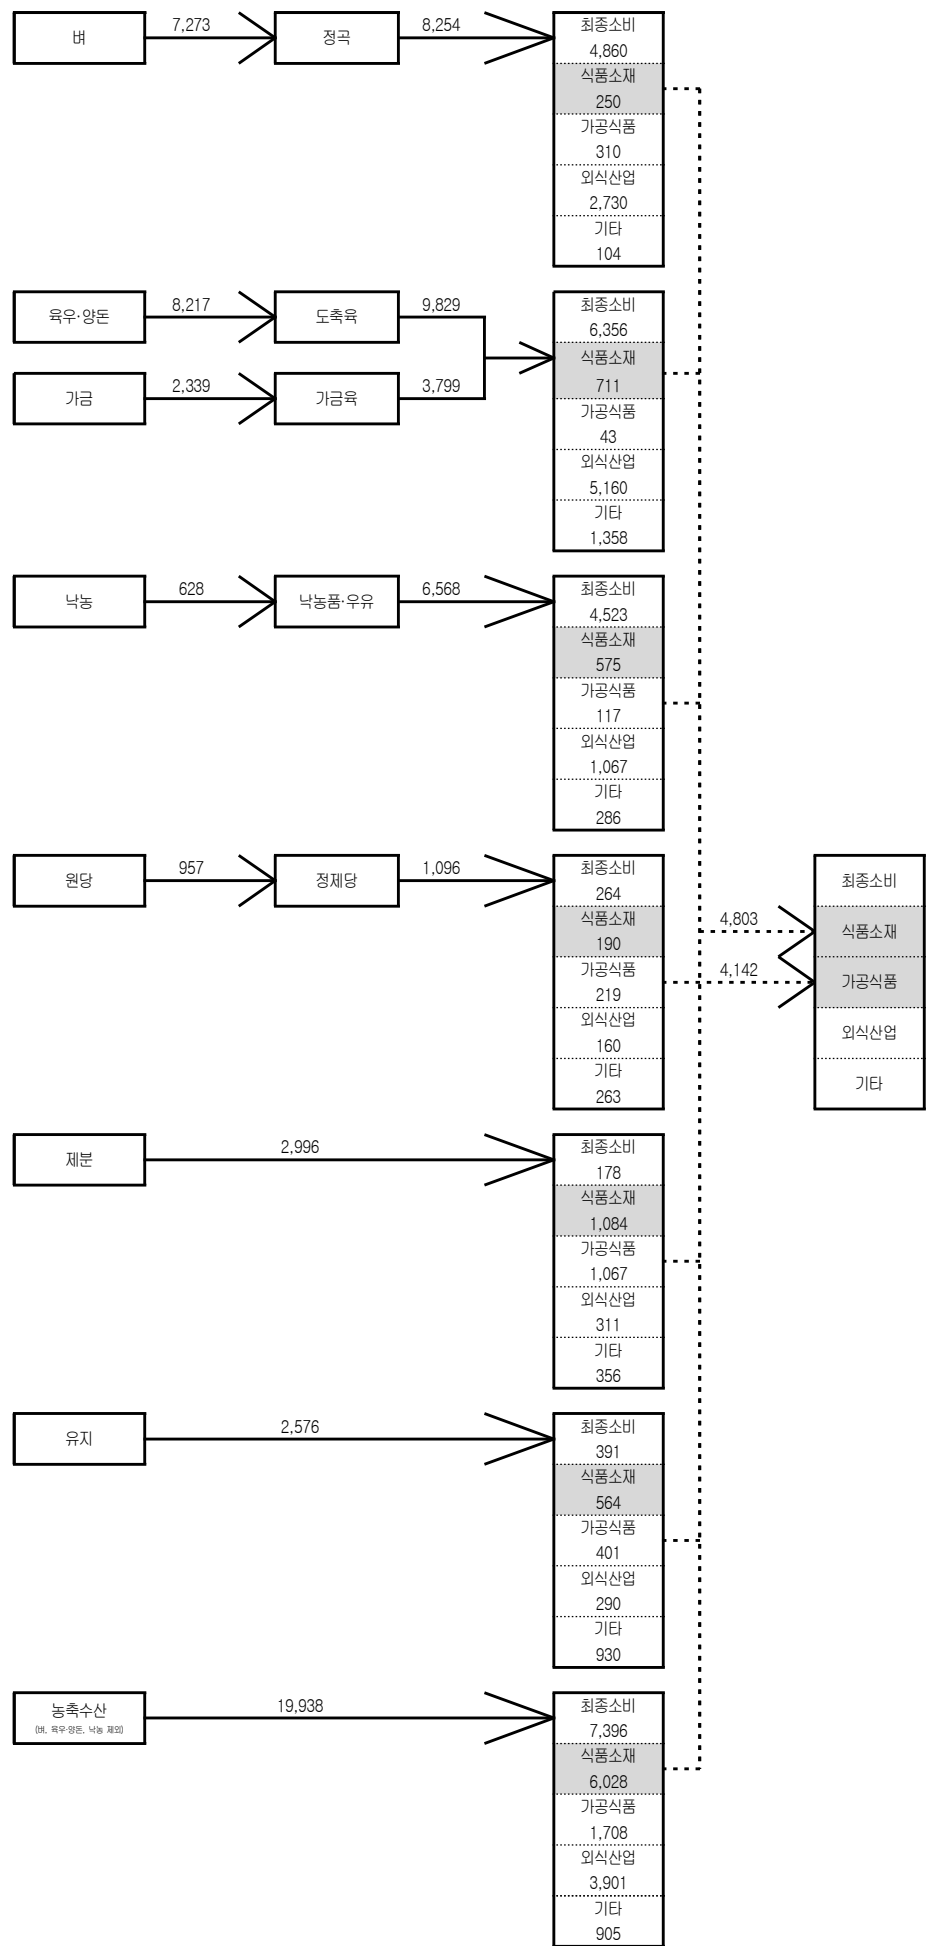 벼
7,273
정곡
8,254
최종소비
4,860
식품소재
250
가공식품
310
외식산업
2,730
기타
104
육우·양돈
8,217
도축육
9,829
가금
2,339
가금육
3,799
최종소비
6,356
식품소재
711
가공식품
43
외식산업
5,160
기타
1,358
낙농
628
낙농품·우유
6,568
최종소비
4,523
식품소재
575
가공식품
117
외식산업
1,067
기타
286
원당
957
정제당
1,096
최종소비
264
식품소재
190
가공식품
219
외식산업
160
기타
263
4,803
4,142
최종소비
식품소재
가공식품
외식산업
기타
제분
2,996
최종소비
178
식품소재
1,084
가공식품
1,067
외식산업
311
기타
356
유지
2,576
최종소비
391
식품소재
564
가공식품
401
외식산업
290
기타
930
농축수산
(벼, 육우·양돈, 낙농 제외)
19,938
최종소비
7,396
식품소재
6,028
가공식품
1,708
외식산업
3,901
기타
905